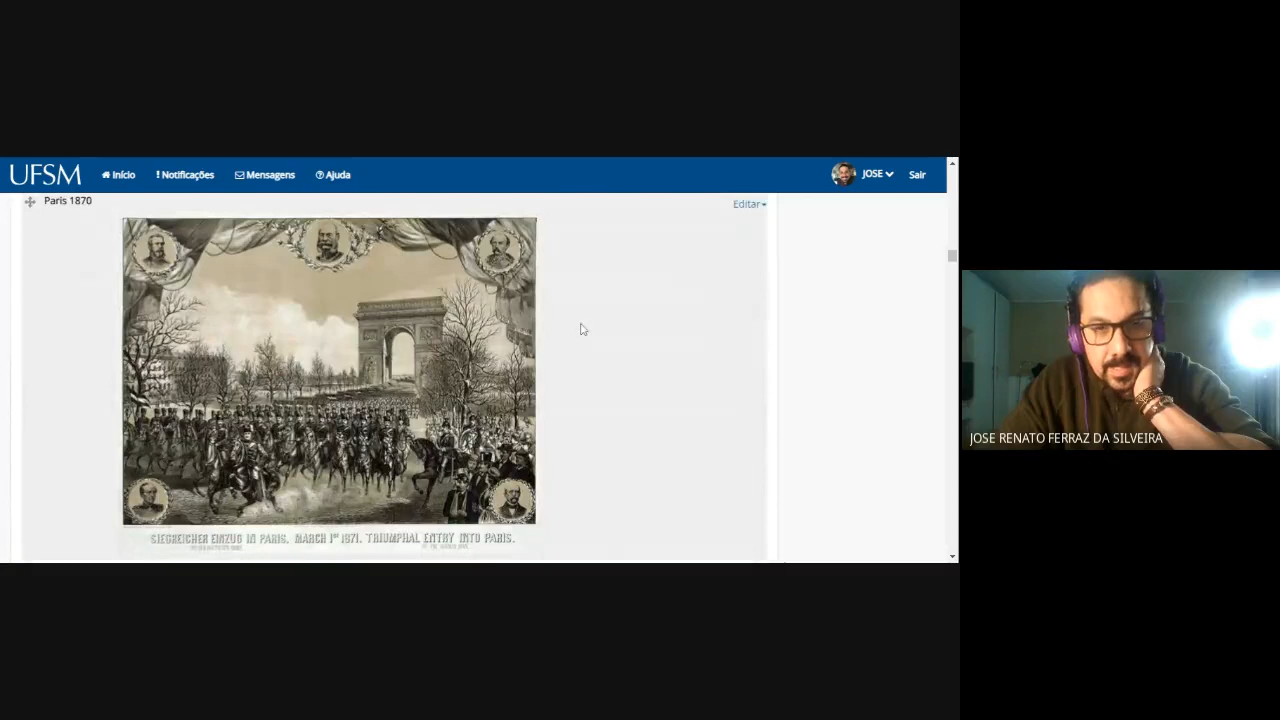 UFSM Início Notificações Mensagens Ajuda JOSE Sair
Paris 1870
Editar
SIEGREICHER EINZUG IN PARIS. MARCH 1ST 1871. TRIUMPHAL ENTRY INTO PARIS.
JOSE RENATO FERRAZ DA SILVEIRA